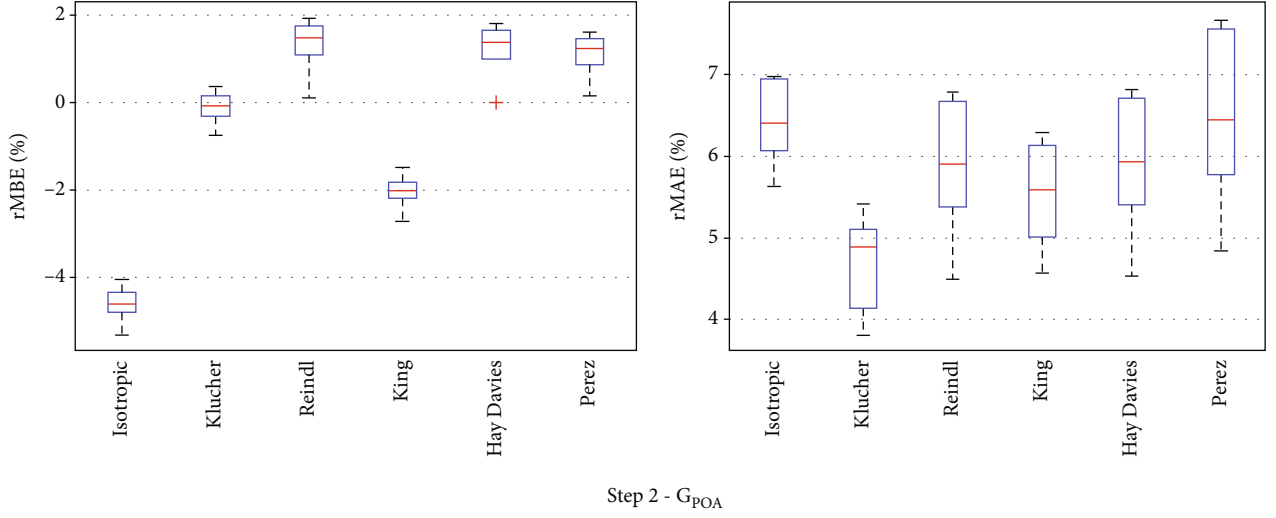 rMBE (%)
2
0
−2
−4
Isotropic
Klucher
Reindl
King
Hay Davies
Perez
rMAE (%)
7
6
5
4
Isotropic
Klucher
Reindl
King
Hay Davies
Perez
Step 2 - GPOA